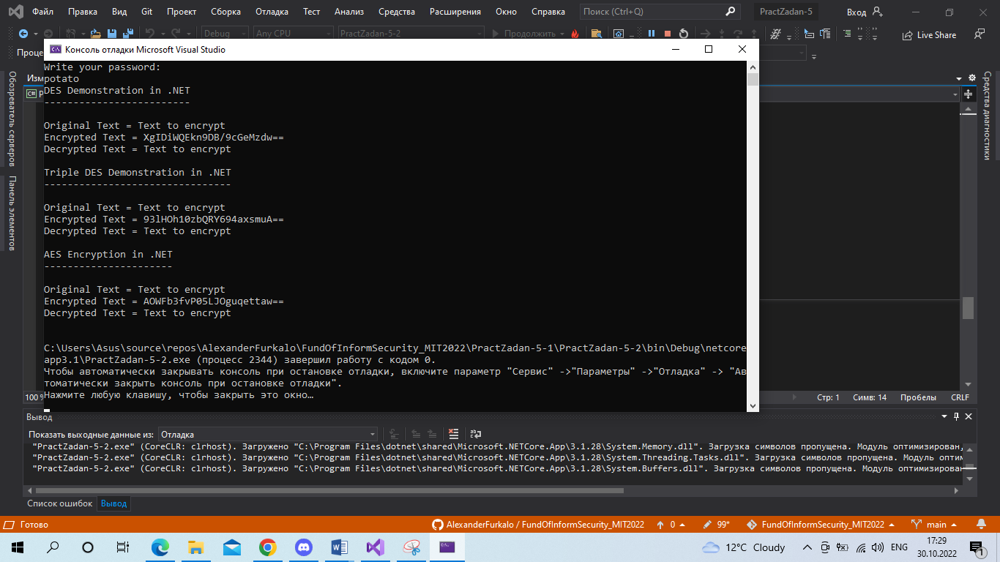 Файл Правка Вид Git Проект Сборка Отладка Тест Анализ Средства Расширения Окно Справка Поиск (Ctrl+Q) PractZadan-5 Вход
Debug Any CPU PractZadan-5-2 Продолжить Live Share
Проце
Консоль отладки Microsoft Visual Studio
Обозреватель серверов
Панель элементов
Изм
C#
Write your password:
potato
DES Demonstration in .NET
-------------------------
Original Text = Text to encrypt
Encrypted Text = XgIDiWQEkn9DB/9cGeMzdw==
Decrypted Text = Text to encrypt
Triple DES Demonstration in .NET
--------------------------------
Original Text = Text to encrypt
Encrypted Text = 93lHOh10zbQRY694axsmuA==
Decrypted Text = Text to encrypt
AES Encryption in .NET
----------------------
Original Text = Text to encrypt
Encrypted Text = AOWFb3fvP05LJOguqettaw==
Decrypted Text = Text to encrypt
C:\Users\Asus\source\repos\AlexanderFurkalo\FundOfInformSecurity_MIT2022\PractZadan-5-1\PractZadan-5-2\bin\Debug\netcore
app3.1\PractZadan-5-2.exe (процесс 2344) завершил работу с кодом 0.
Чтобы автоматически закрывать консоль при остановке отладки, включите параметр "Сервис" ->"Параметры" ->"Отладка" -> "Ав
томатически закрыть консоль при остановке отладки".
Нажмите любую клавишу, чтобы закрыть это окно…
Средства диагностики
100 % Стр: 1 Симв: 14 Пробелы CRLF
Вывод
Показать выходные данные из: Отладка
"PractZadan-5-2.exe" (CoreCLR: clrhost). Загружено "C:\Program Files\dotnet\shared\Microsoft.NETCore.App\3.1.28\System.Memory.dll". Загрузка символов пропущена. Модуль оптимизирован,
"PractZadan-5-2.exe" (CoreCLR: clrhost). Загружено "C:\Program Files\dotnet\shared\Microsoft.NETCore.App\3.1.28\System.Threading.Tasks.dll". Загрузка символов пропущена. Модуль оптим
"PractZadan-5-2.exe" (CoreCLR: clrhost). Загружено "C:\Program Files\dotnet\shared\Microsoft.NETCore.App\3.1.28\System.Buffers.dll". Загрузка символов пропущена. Модуль оптимирован
Список ошибок Вывод
Готово AlexanderFurkalo / FundOfInformSecurity_MIT2022 0 99* FundOfInformSecurity_MIT2022 main
12°C Cloudy ENG 17:29
30.10.2022 1